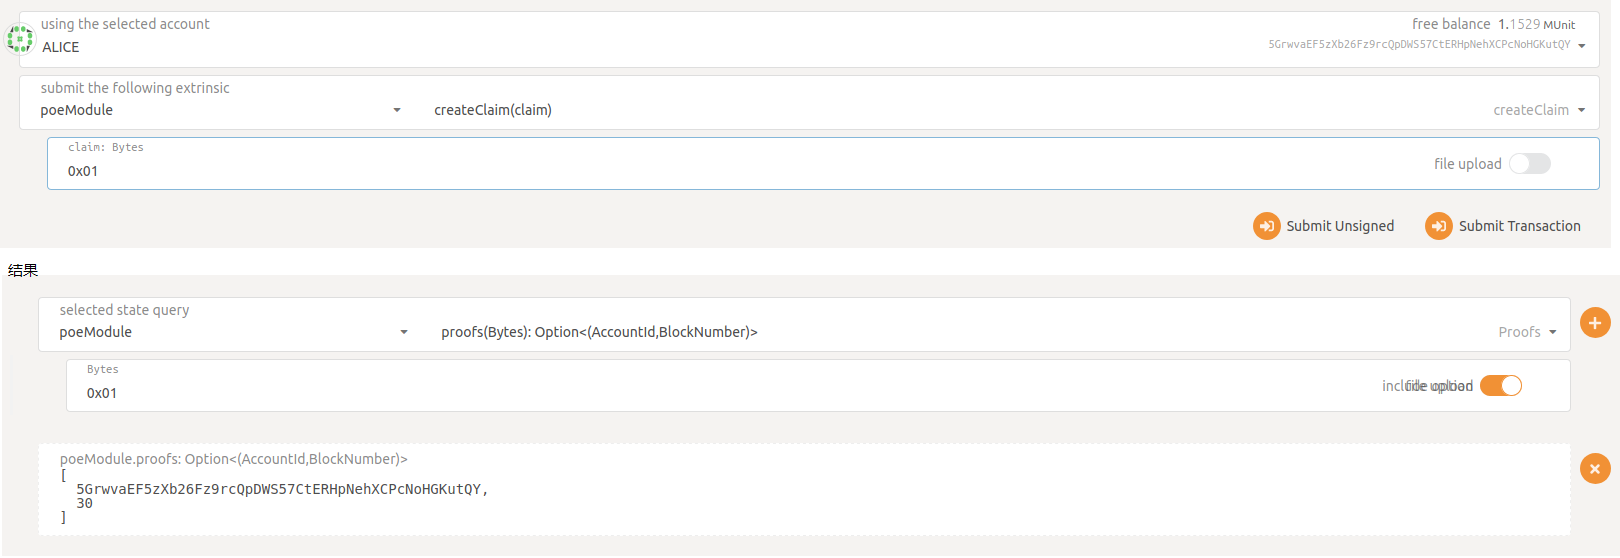 using the selected account
free balance 1.1529 MUnit
ALICE
5GrwvaEF5zXb26Fz9rcQpDWS57CtERHpNehXCPcNoHGKutQY
submit the following extrinsic
poeModule
createClaim(claim)
createClaim
claim: Bytes
0x01
file upload
Submit Unsigned
Submit Transaction
结果
selected state query
poeModule
proofs(Bytes): Option<(AccountId,BlockNumber)>
Proofs
Bytes
0x01
include option
file upload
poeModule.proofs: Option<(AccountId,BlockNumber)>
[
5GrwvaEF5zXb26Fz9rcQpDWS57CtERHpNehXCPcNoHGKutQY,
30
]